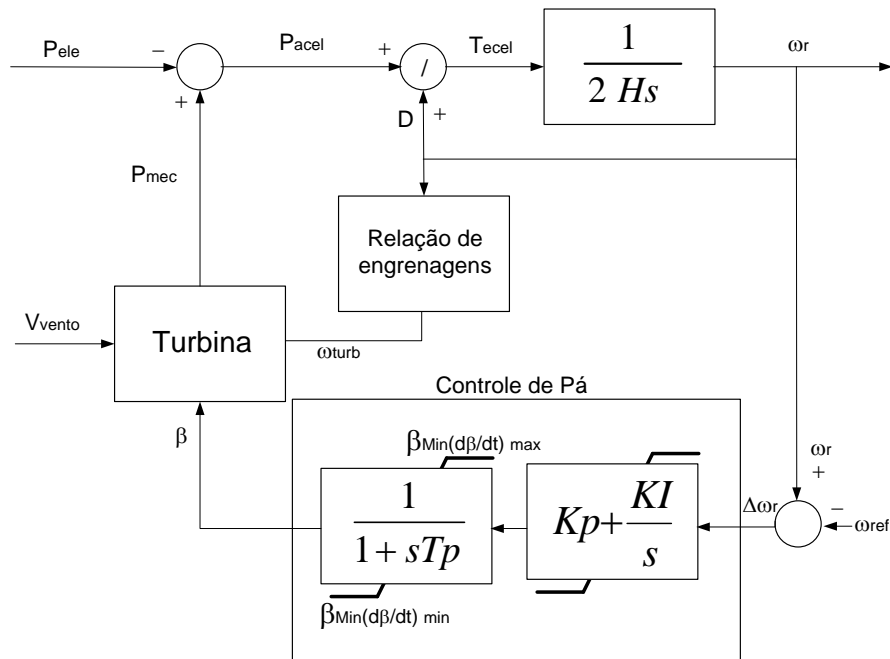 Pele
−
Pacel
+
Tecel
ωr
/
1
2 Hs
+
D
+
Pmec
Relação de
engrenagens
Vvento
Turbina
ωturb
Controle de Pá
β
βMin(dβ/dt) max
1
1 + sTp
βMin(dβ/dt) min
Kp + KI
s
ωr
+
Δωr
−
ωref